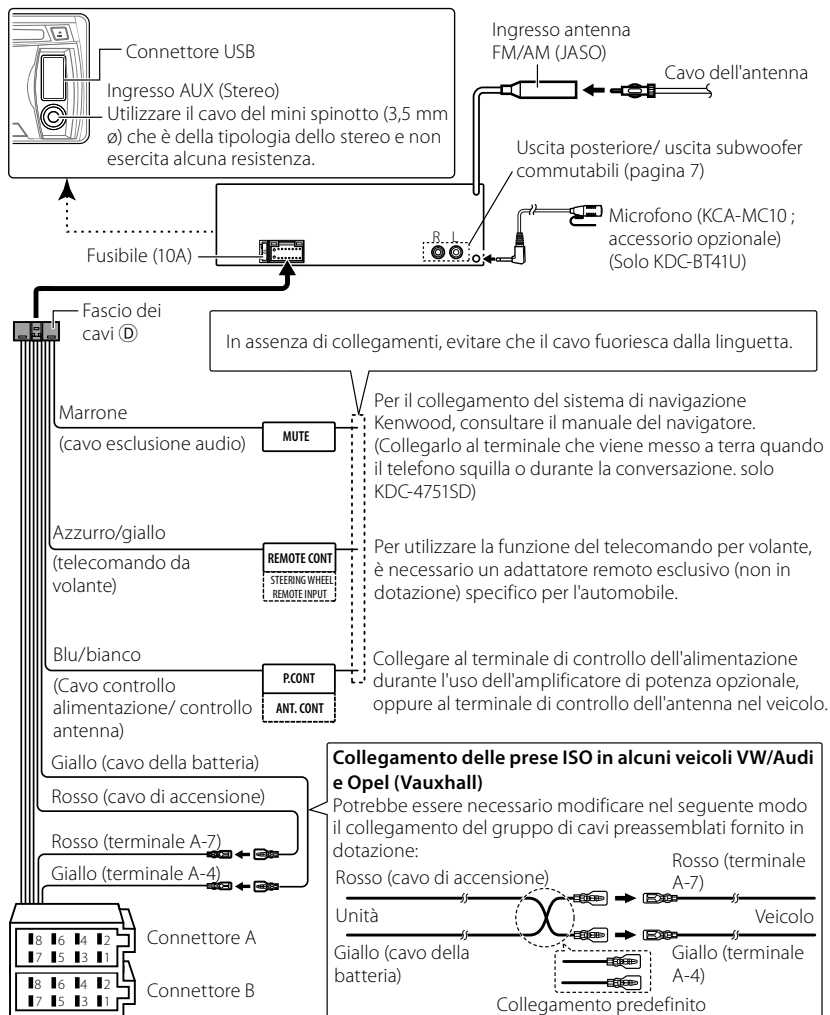 Connettore USB
Ingresso AUX (Stereo)
Utilizzare il cavo del mini spinotto (3,5 mm
ø) che è della tipologia dello stereo e non
esercita alcuna resistenza.
Ingresso antenna
FM/AM (JASO)
Cavo dell'antenna
Uscita posteriore/ uscita subwoofer
commutabili (pagina 7)
R L
Microfono (KCA-MC10 ;
accessorio opzionale)
(Solo KDC-BT41U)
Fusibile (10A)
Fascio dei
cavi Ⓓ
In assenza di collegamenti, evitare che il cavo fuoriesca dalla linguetta.
Marrone
(cavo esclusione audio)
MUTE
Per il collegamento del sistema di navigazione
Kenwood, consultare il manuale del navigatore.
(Collegarlo al terminale che viene messo a terra quando
il telefono squilla o durante la conversazione. solo
KDC-4751SD)
Azzurro/giallo
(telecomando da
volante)
REMOTE CONT
STEERING WHEEL
REMOTE INPUT
Per utilizzare la funzione del telecomando per volante,
è necessario un adattatore remoto esclusivo (non in
dotazione) specifico per l'automobile.
Blu/bianco
(Cavo controllo
alimentazione/ controllo
antenna)
P.CONT
ANT. CONT
Collegare al terminale di controllo dell'alimentazione
durante l'uso dell'amplificatore di potenza opzionale,
oppure al terminale di controllo dell'antenna nel veicolo.
Giallo (cavo della batteria)
Rosso (cavo di accensione)
Rosso (terminale A-7)
Giallo (terminale A-4)
8 6 4 2
7 5 3 1
Connettore A
8 6 4 2
7 5 3 1
Connettore B
Collegamento delle prese ISO in alcuni veicoli VW/Audi
e Opel (Vauxhall)
Potrebbe essere necessario modificare nel seguente modo
il collegamento del gruppo di cavi preassemblati fornito in
dotazione:
Rosso (cavo di accensione)
Rosso (terminale
A-7)
Unità
Veicolo
Giallo (cavo della
batteria)
Giallo (terminale
A-4)
Collegamento predefinito